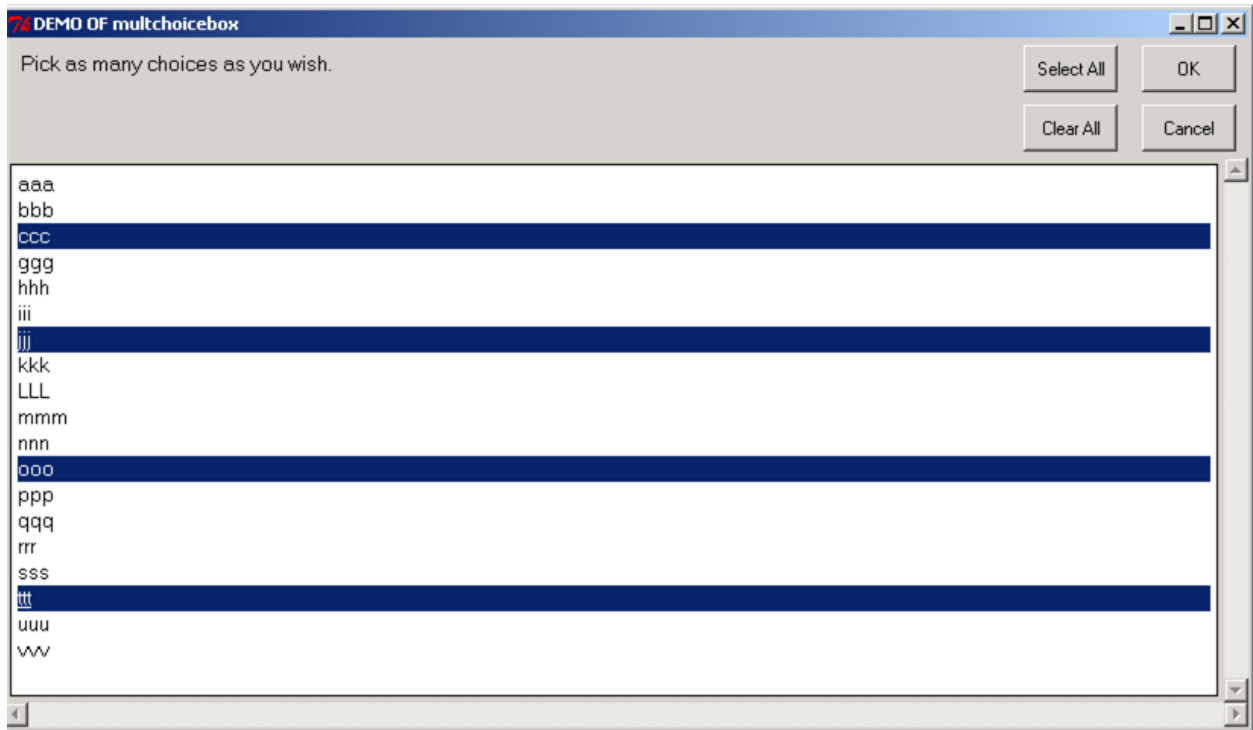 DEMO OF multchoicebox
Pick as many choices as you wish.
Select All
OK
Clear All
Cancel
aaa
bbb
ccc
ggg
hhh
iii
jjj
kkk
LLL
mmm
nnn
ooo
ppp
qqq
rrr
sss
ttt
uuu
vvv